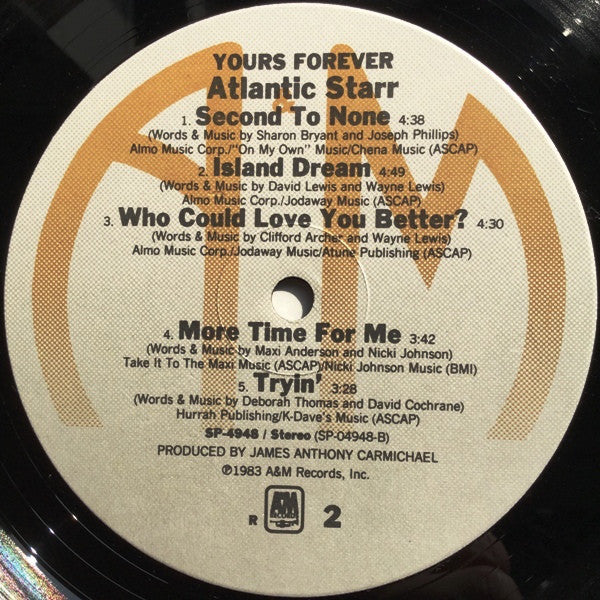 YOURS FOREVER
Atlantic Starr
1. Second To None 4:38
(Words & Music by Sharon Bryant and Joseph Phillips)
Almo Music Corp./"On My Own" Music/Chena Music (ASCAP)
2. Island Dream 4:49
(Words & Music by David Lewis and Wayne Lewis)
Almo Music Corp./Jodaway Music (ASCAP)
3. Who Could Love You Better? 4:30
(Words & Music by Clifford Archer and Wayne Lewis)
Almo Music Corp./Jodaway Music/Atune Publishing (ASCAP)
4. More Time For Me 3:42
(Words & Music by Maxi Anderson and Nicki Johnson)
Take It To The Maxi Music (ASCAP)/Nicki Johnson Music (BMI)
5. Tryin' 3:28
(Words & Music by Deborah Thomas and David Cochrane)
Hurrah Publishing/K-Dave's Music (ASCAP)
SP-4948 / Stereo (SP-04948-B)
PRODUCED BY JAMES ANTHONY CARMICHAEL
℗1983 A&M Records, Inc.
R A&M RECORDS 2